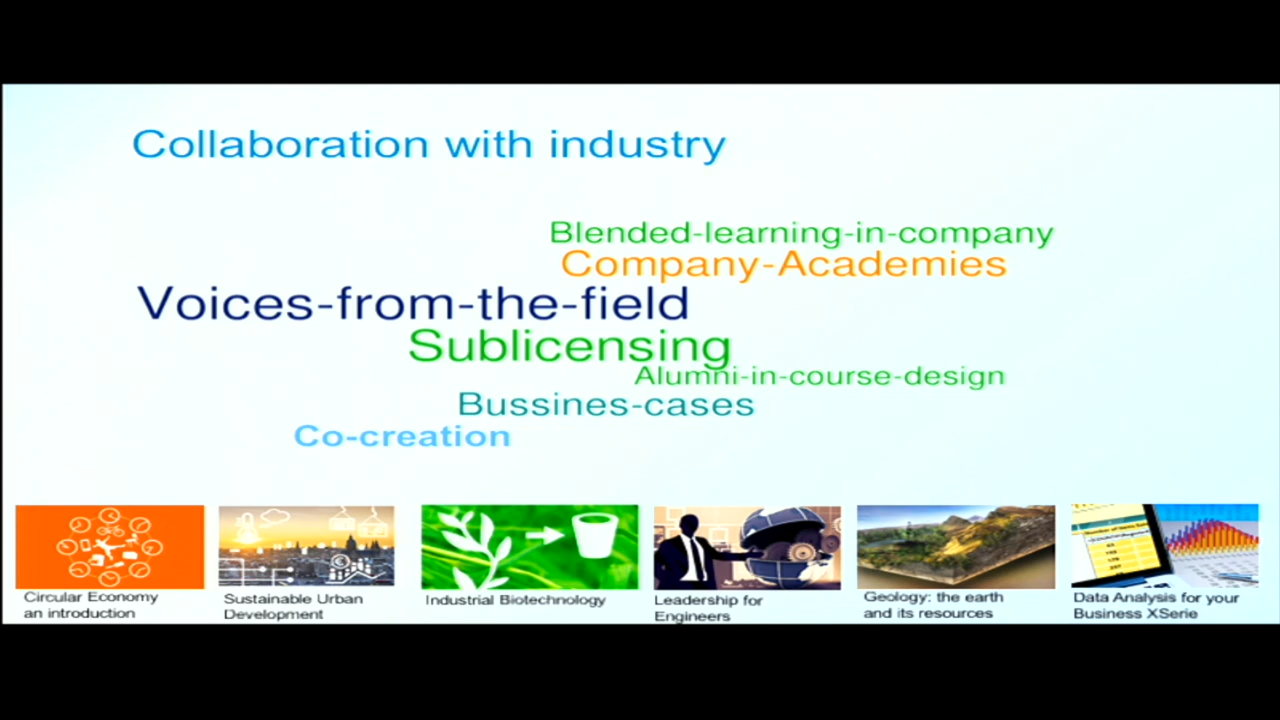 Collaboration with industry
Blended-learning-in-company
Company-Academies
Voices-from-the-field
Sublicensing
Alumni-in-course-design
Bussines-cases
Co-creation
Circular Economy
an introduction
Sustainable Urban
Development
Industrial Biotechnology
Leadership for
Engineers
Geology: the earth
and its resources
Data Analysis for your
Business XSerie